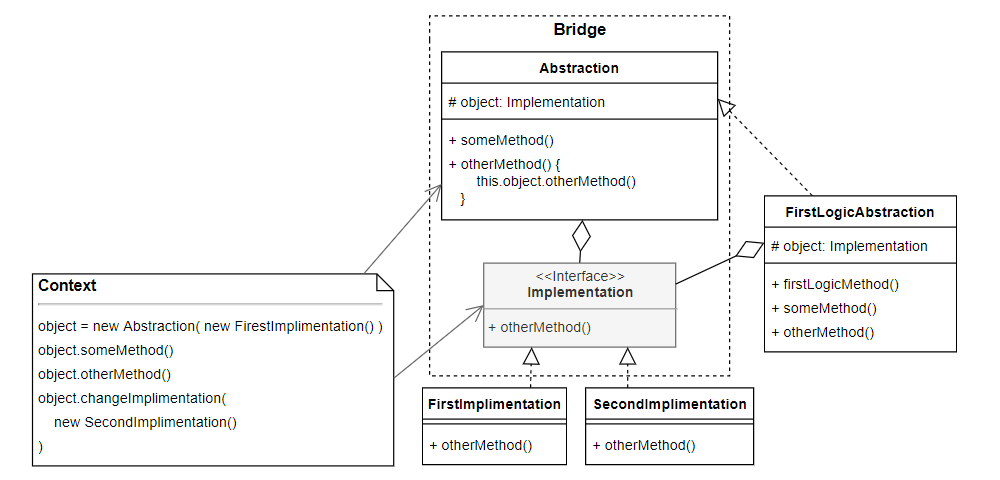 Bridge
Abstraction
# object: Implementation
+ someMethod()
+ otherMethod() {
this.object.otherMethod()
}
FirstLogicAbstraction
# object: Implementation
+ firstLogicMethod()
+ someMethod()
+ otherMethod()
<<Interface>>
Implementation
+ otherMethod()
Context
object = new Abstraction( new FirestImplimentation() )
object.someMethod()
object.otherMethod()
object.changeImplimentation(
new SecondImplimentation()
)
FirstImplimentation
+ otherMethod()
SecondImplimentation
+ otherMethod()